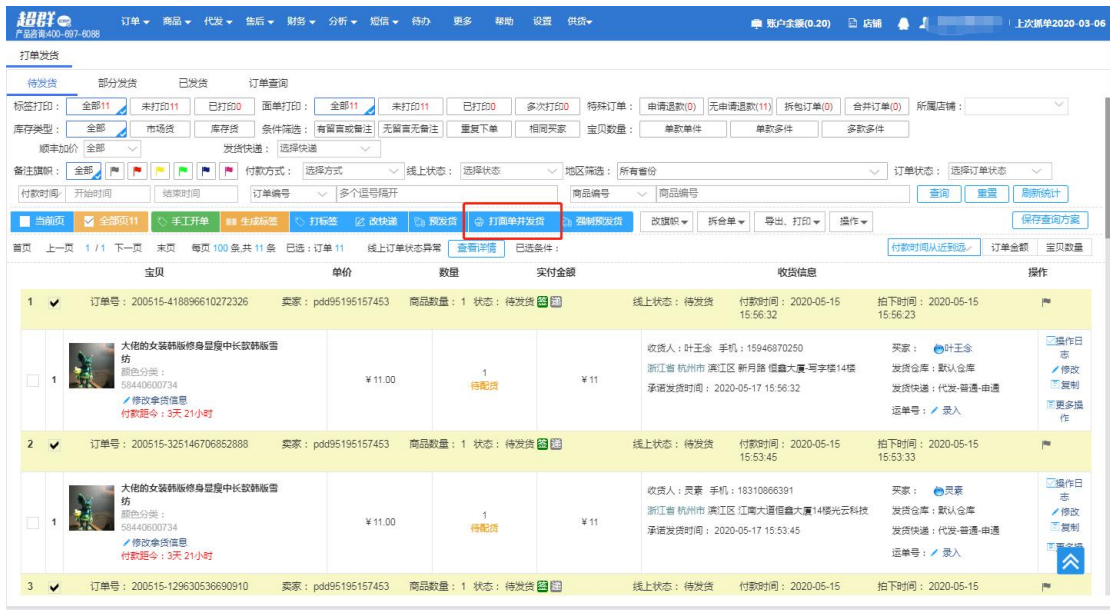 超群
产品咨询:400-697-6088
订单 商品 代发 售后 财务 分析 短信 待办 更多 帮助 设置 供货 账户余额(0.20) 店铺 上次抓单2020-03-06
打单发货
待发货 部分发货 已发货 订单查询
标签打印： 全部11 未打印11 已打印0 面单打印： 全部11 未打印11 已打印0 多次打印0 特殊订单： 申请退款(0) 无申请退款(11) 拆包订单(0) 合并订单(0) 所属店铺：
库存类型： 全部 市场货 库存货 条件筛选： 有留言或备注 无留言无备注 重复下单 相同买家 宝贝数量： 单款单件 单款多件 多款多件
顺丰加价 全部 发货快递： 选择快递
备注旗帜： 全部 付款方式： 选择方式 线上状态： 选择状态 地区筛选： 所有省份 订单状态： 选择订单状态
付款时间 开始时间 结束时间 订单编号 多个逗号隔开 商品编号 商品编号 查询 重置 刷新统计
当前页 全部页11 手工开单 生成标签 打标签 改快递 预发货 打面单并发货 强制预发货 改旗帜 拆合单 导出、打印 操作 保存查询方案
首页 上一页 1 / 1 下一页 末页 每页 100 条,共 11 条 已选：订单 11 线上订单状态异常 查看详情 已选条件： 付款时间从近到远 订单金额 宝贝数量
宝贝 单价 数量 实付金额 收货信息 操作
1 订单号： 200515-418896610272326 卖家： pdd95195157453 商品数量： 1 状态： 待发货 签 线上状态： 待发货 付款时间： 2020-05-15 拍下时间： 2020-05-15
15:56:32 15:56:23
大佬的女装韩版修身显瘦中长款韩版雪
纺
颜色分类：
58440600734
修改拿货信息
付款距今：3天 21小时
1 ￥11.00 1
待配货
￥11
收货人：叶王念 手机：15946870250
浙江省 杭州市 滨江区 新月路 恒鑫大厦-写字楼14楼
承诺发货时间： 2020-05-17 15:56:32
买家： 叶王念
发货仓库：默认仓库
发货快递：代发-普通-申通
运单号： 录入
操作日
志
修改
复制
更多操
作
2 订单号： 200515-325146706852888 卖家： pdd95195157453 商品数量： 1 状态： 待发货 签 线上状态： 待发货 付款时间： 2020-05-15 拍下时间： 2020-05-15
15:53:45 15:53:33
大佬的女装韩版修身显瘦中长款韩版雪
纺
颜色分类：
58440600734
修改拿货信息
付款距今：3天 21小时
1 ￥11.00 1
待配货
￥11
收货人：灵素 手机：18310866391
浙江省 杭州市 滨江区 江南大道恒鑫大厦14楼光云科技
承诺发货时间： 2020-05-17 15:53:45
买家： 灵素
发货仓库：默认仓库
发货快递：代发-普通-申通
运单号： 录入
操作日
志
修改
复制
3 订单号： 200515-129630536690910 卖家： pdd95195157453 商品数量： 1 状态： 待发货 签 线上状态： 待发货 付款时间： 2020-05-15 拍下时间： 2020-05-15